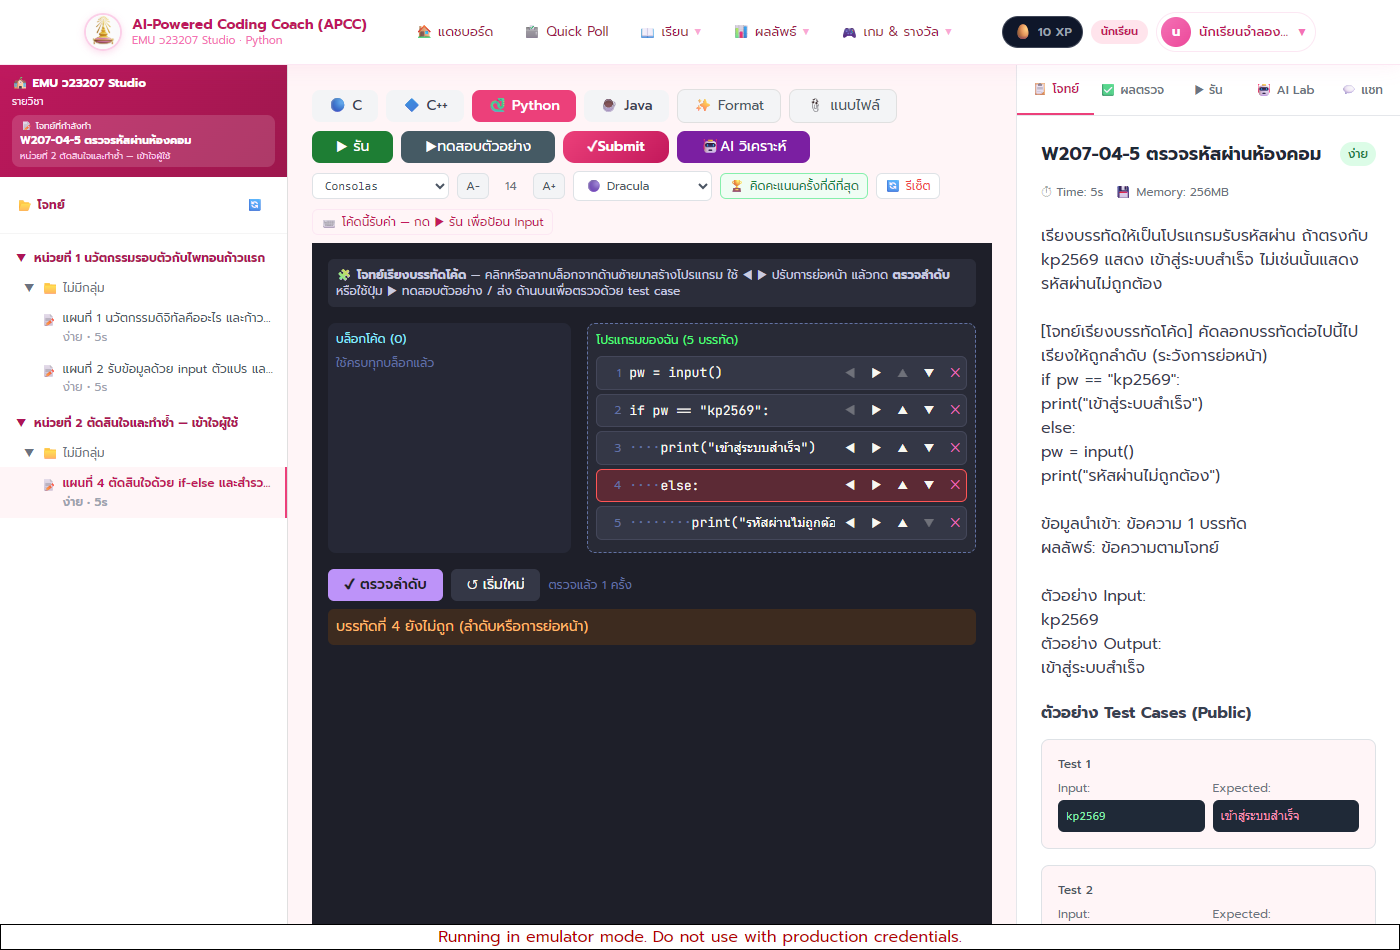 AI-Powered Coding Coach (APCC)
EMU ว23207 Studio · Python
แดชบอร์ด
Quick Poll
เรียน ▼
ผลลัพธ์ ▼
เกม & รางวัล ▼
10 XP
นักเรียน
u
นักเรียนจำลอง... ▼
EMU ว23207 Studio
รายวิชา
โจทย์ที่กำลังทำ
W207-04-5 ตรวจรหัสผ่านห้องคอม
หน่วยที่ 2 ตัดสินใจและทำซ้ำ — เข้าใจผู้ใช้
โจทย์
▼ หน่วยที่ 1 นวัตกรรมรอบตัวกับไพทอนก้าวแรก
▼ ไม่มีกลุ่ม
แผนที่ 1 นวัตกรรมดิจิทัลคืออะไร และก้าว...
ง่าย • 5s
แผนที่ 2 รับข้อมูลด้วย input ตัวแปร และ...
ง่าย • 5s
▼ หน่วยที่ 2 ตัดสินใจและทำซ้ำ — เข้าใจผู้ใช้
▼ ไม่มีกลุ่ม
แผนที่ 4 ตัดสินใจด้วย if-else และสำรว...
ง่าย • 5s
C
C++
Python
Java
Format
แนบไฟล์
▶ รัน
▶ทดสอบตัวอย่าง
✓Submit
AI วิเคราะห์
Consolas
A-
14
A+
Dracula
คิดคะแนนครั้งที่ดีที่สุด
รีเซ็ต
โค้ดนี้รับค่า — กด ▶ รัน เพื่อป้อน Input
โจทย์เรียงบรรทัดโค้ด — คลิกหรือลากบล็อกจากด้านซ้ายมาสร้างโปรแกรม ใช้ ◀ ▶ ปรับการย่อหน้า แล้วกด ตรวจลำดับ
หรือใช้ปุ่ม ▶ ทดสอบตัวอย่าง / ส่ง ด้านบนเพื่อตรวจด้วย test case
บล็อกโค้ด (0)
ใช้ครบทุกบล็อกแล้ว
โปรแกรมของฉัน (5 บรรทัด)
1 pw = input() ◀ ▶ ▲ ▼ ✕
2 if pw == "kp2569": ◀ ▶ ▲ ▼ ✕
3 ····print("เข้าสู่ระบบสำเร็จ") ◀ ▶ ▲ ▼ ✕
4 ····else: ◀ ▶ ▲ ▼ ✕
5 ········print("รหัสผ่านไม่ถูกต้อ ◀ ▶ ▲ ▼ ✕
✓ ตรวจลำดับ
↺ เริ่มใหม่
ตรวจแล้ว 1 ครั้ง
บรรทัดที่ 4 ยังไม่ถูก (ลำดับหรือการย่อหน้า)
โจทย์
ผลตรวจ
▶ รัน
AI Lab
แชท
W207-04-5 ตรวจรหัสผ่านห้องคอม
ง่าย
Time: 5s
Memory: 256MB
เรียงบรรทัดให้เป็นโปรแกรมรับรหัสผ่าน ถ้าตรงกับ
kp2569 แสดง เข้าสู่ระบบสำเร็จ ไม่เช่นนั้นแสดง
รหัสผ่านไม่ถูกต้อง
[โจทย์เรียงบรรทัดโค้ด] คัดลอกบรรทัดต่อไปนี้ไป
เรียงให้ถูกลำดับ (ระวังการย่อหน้า)
if pw == "kp2569":
print("เข้าสู่ระบบสำเร็จ")
else:
pw = input()
print("รหัสผ่านไม่ถูกต้อง")
ข้อมูลนำเข้า: ข้อความ 1 บรรทัด
ผลลัพธ์: ข้อความตามโจทย์
ตัวอย่าง Input:
kp2569
ตัวอย่าง Output:
เข้าสู่ระบบสำเร็จ
ตัวอย่าง Test Cases (Public)
Test 1
Input:
Expected:
kp2569
เข้าสู่ระบบสำเร็จ
Test 2
Input:
Expected:
Running in emulator mode. Do not use with production credentials.